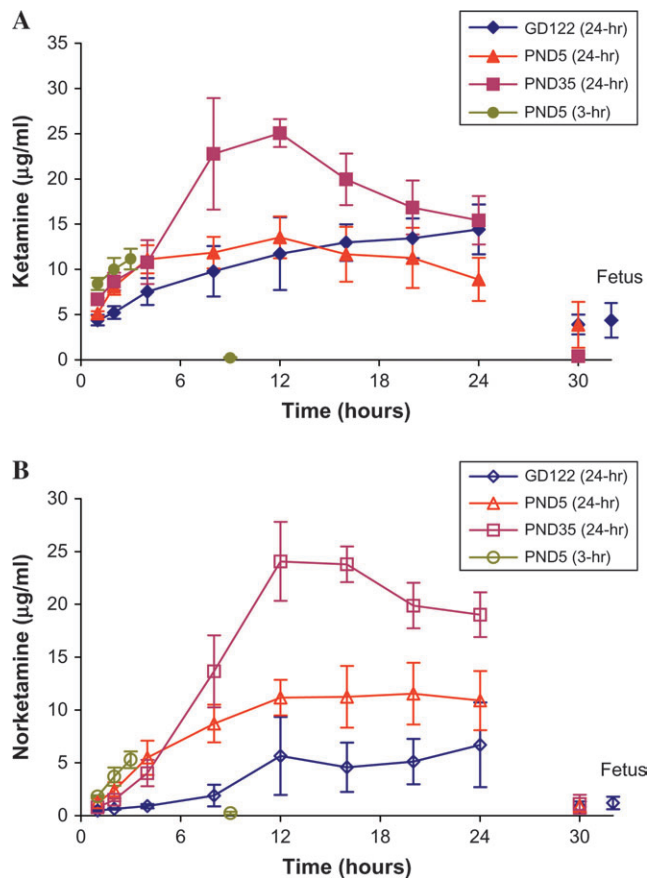 A
GD122 (24-hr)
PND5 (24-hr)
PND35 (24-hr)
PND5 (3-hr)
35
30
25
20
15
10
5
0
Ketamine (µg/ml)
Fetus
0 6 12 18 24 30
Time (hours)
B
GD122 (24-hr)
PND5 (24-hr)
PND35 (24-hr)
PND5 (3-hr)
30
25
20
15
10
5
0
Norketamine (µg/ml)
Fetus
0 6 12 18 24 30
Time (hours)